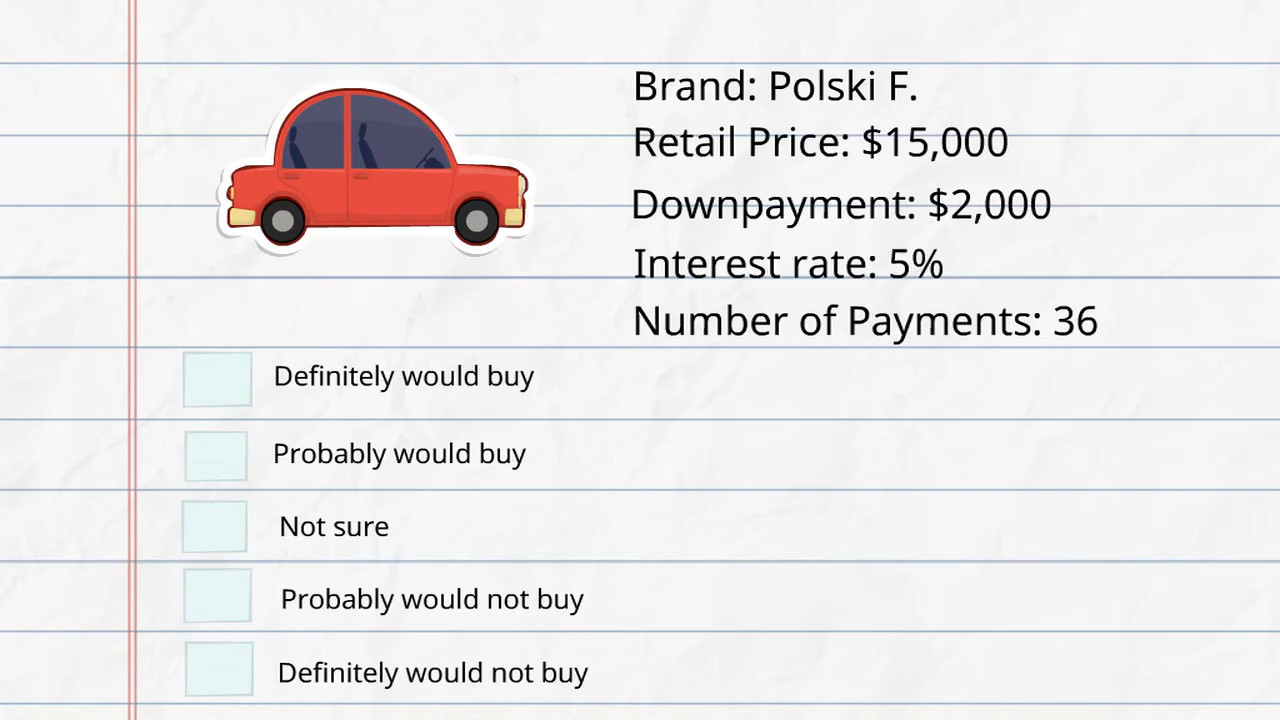 Brand: Polski F.
Retail Price: $15,000
Downpayment: $2,000
Interest rate: 5%
Number of Payments: 36
Definitely would buy
Probably would buy
Not sure
Probably would not buy
Definitely would not buy